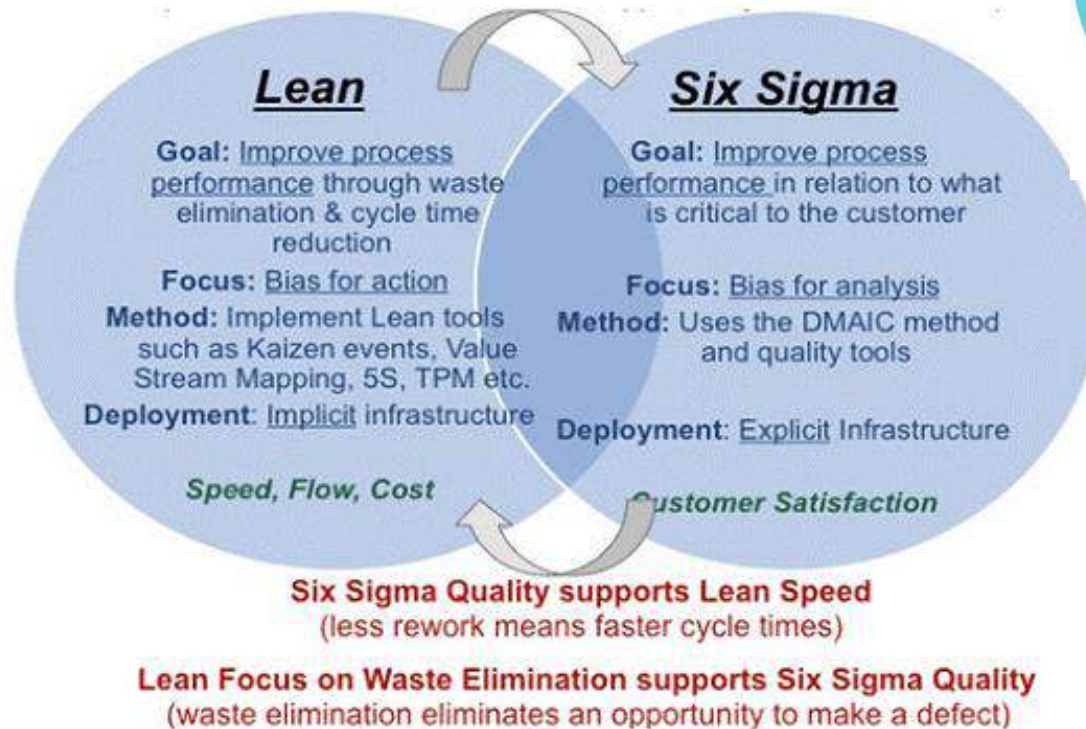 Lean
Goal: Improve process
performance through waste
elimination & cycle time
reduction
Focus: Bias for action
Method: Implement Lean tools
such as Kaizen events, Value
Stream Mapping, 5S, TPM etc.
Deployment: Implicit infrastructure
Speed, Flow, Cost
Six Sigma
Goal: Improve process
performance in relation to what
is critical to the customer
Focus: Bias for analysis
Method: Uses the DMAIC method
and quality tools
Deployment: Explicit Infrastructure
Customer Satisfaction
Six Sigma Quality supports Lean Speed
(less rework means faster cycle times)
Lean Focus on Waste Elimination supports Six Sigma Quality
(waste elimination eliminates an opportunity to make a defect)